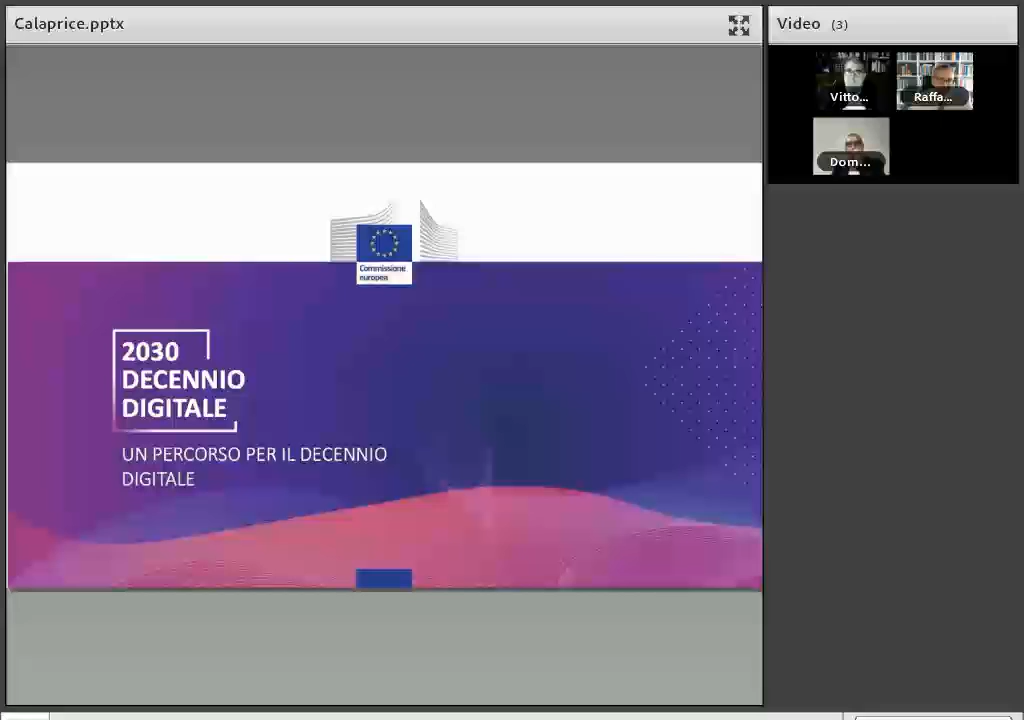 Calaprice.pptx
Video (3)
Vitto...
Raffa...
Dom...
Commissione
europea
2030
DECENNIO
DIGITALE
UN PERCORSO PER IL DECENNIO
DIGITALE